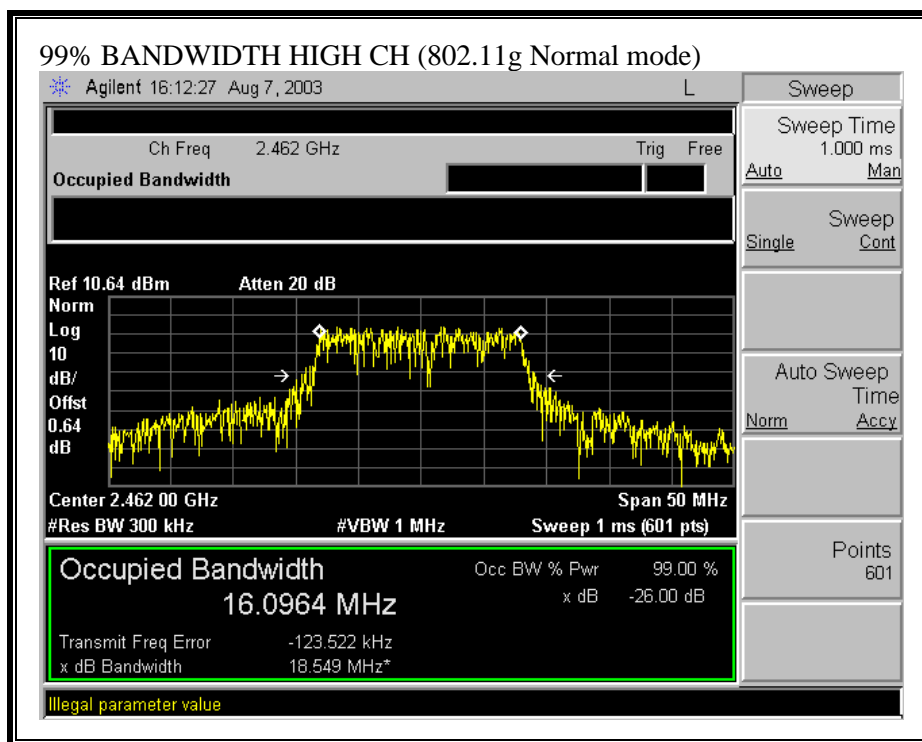 99% BANDWIDTH HIGH CH (802.11g Normal mode)
Agilent 16:12:27 Aug 7, 2003 L
Sweep
Ch Freq 2.462 GHz Trig Free
Occupied Bandwidth
Sweep Time
1.000 ms
Auto Man
Sweep
Single Cont
Ref 10.64 dBm Atten 20 dB
Norm
Log
10
dB/
Offst
0.64
dB
Auto Sweep
Time
Norm Accy
Center 2.462 00 GHz Span 50 MHz
#Res BW 300 kHz #VBW 1 MHz Sweep 1 ms (601 pts)
Occupied Bandwidth
16.0964 MHz
Occ BW % Pwr 99.00 %
x dB -26.00 dB
Transmit Freq Error -123.522 kHz
x dB Bandwidth 18.549 MHz*
Points
601
Illegal parameter value